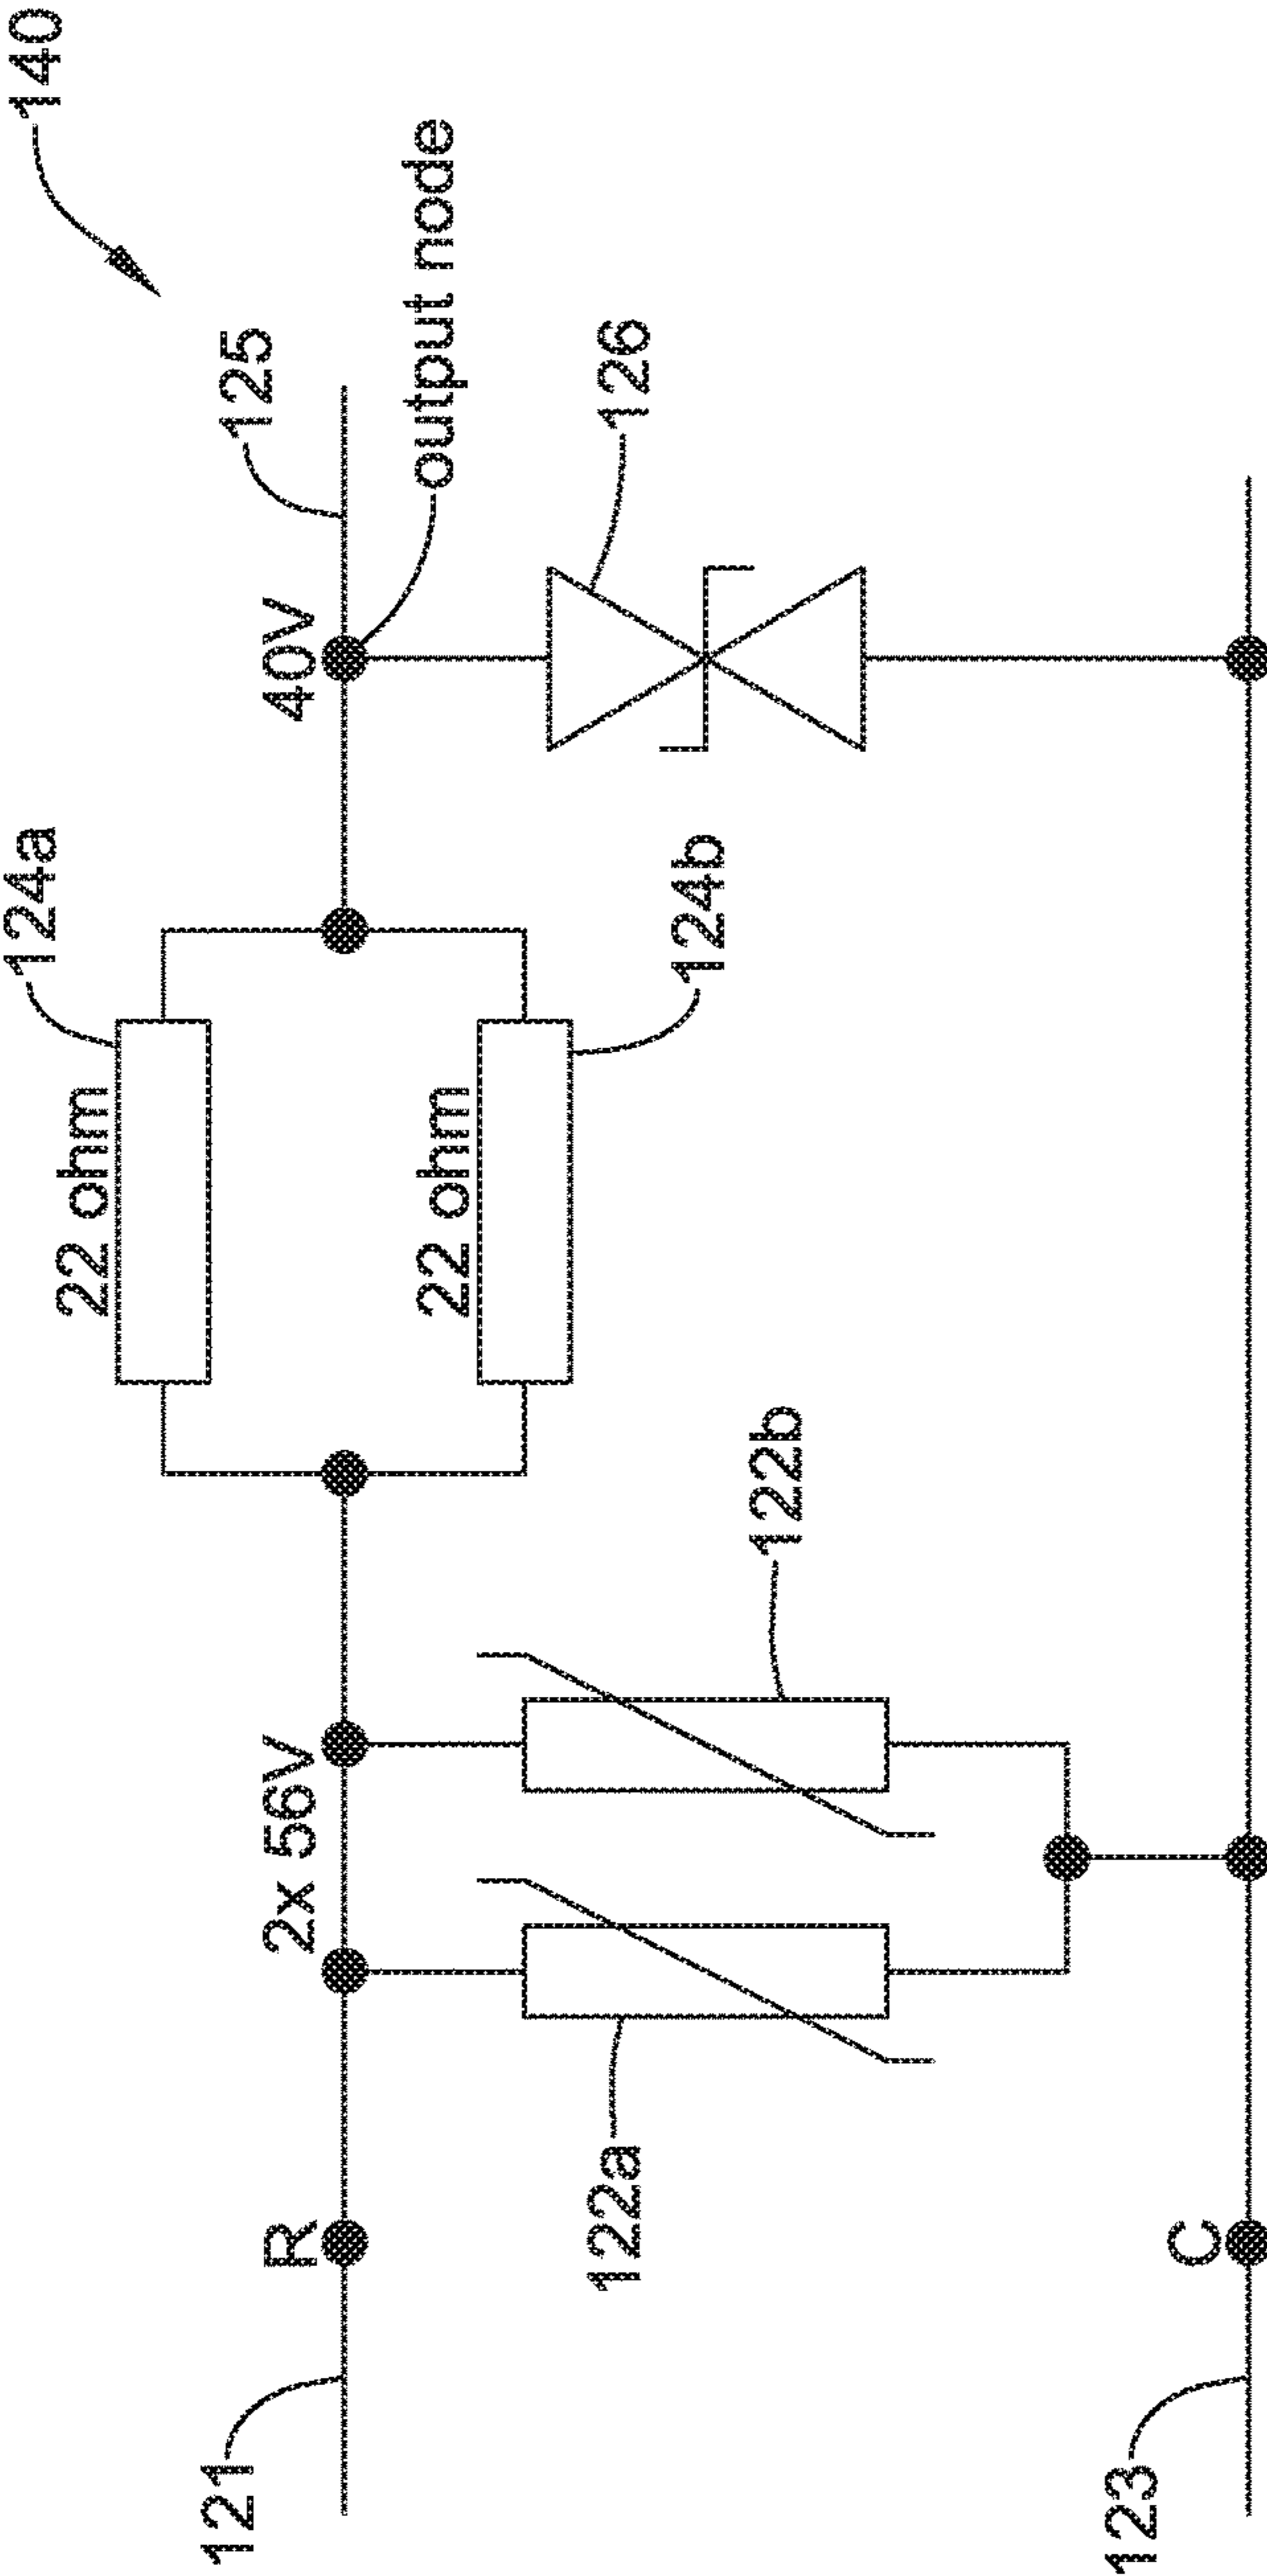 140
124a
22 ohm
125
121
R
2x 56V
40V
output node
22 ohm
124b
126
122a
122b
123
C